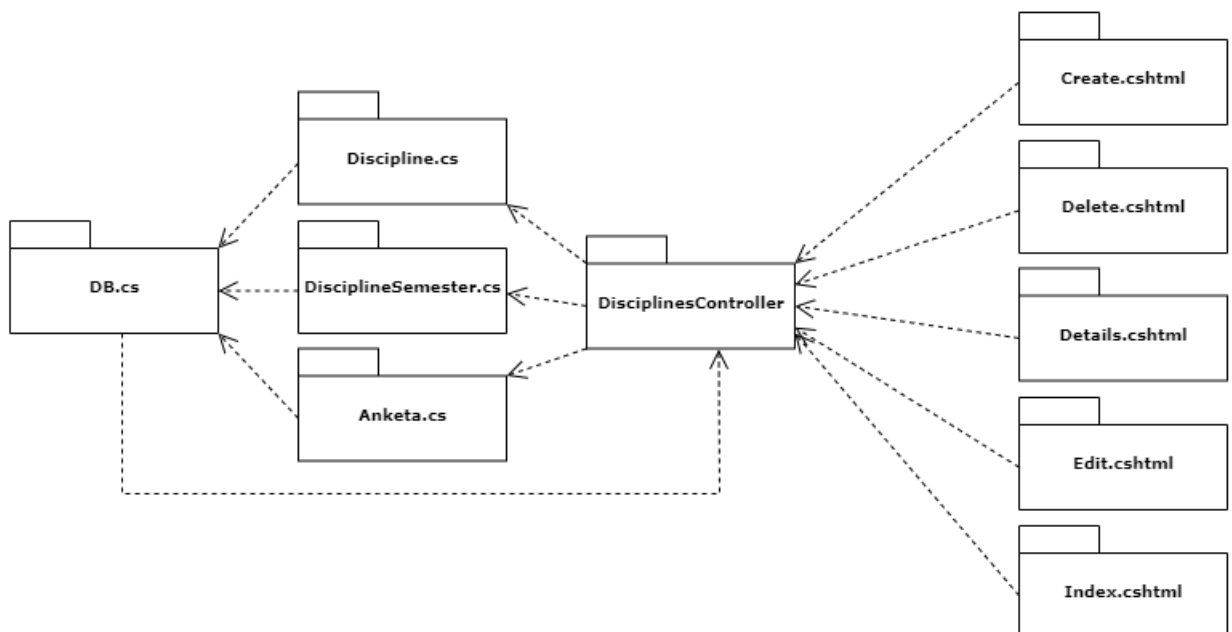 DB.cs
Discipline.cs
DisciplineSemester.cs
Anketa.cs
DisciplinesController
Create.cshtml
Delete.cshtml
Details.cshtml
Edit.cshtml
Index.cshtml